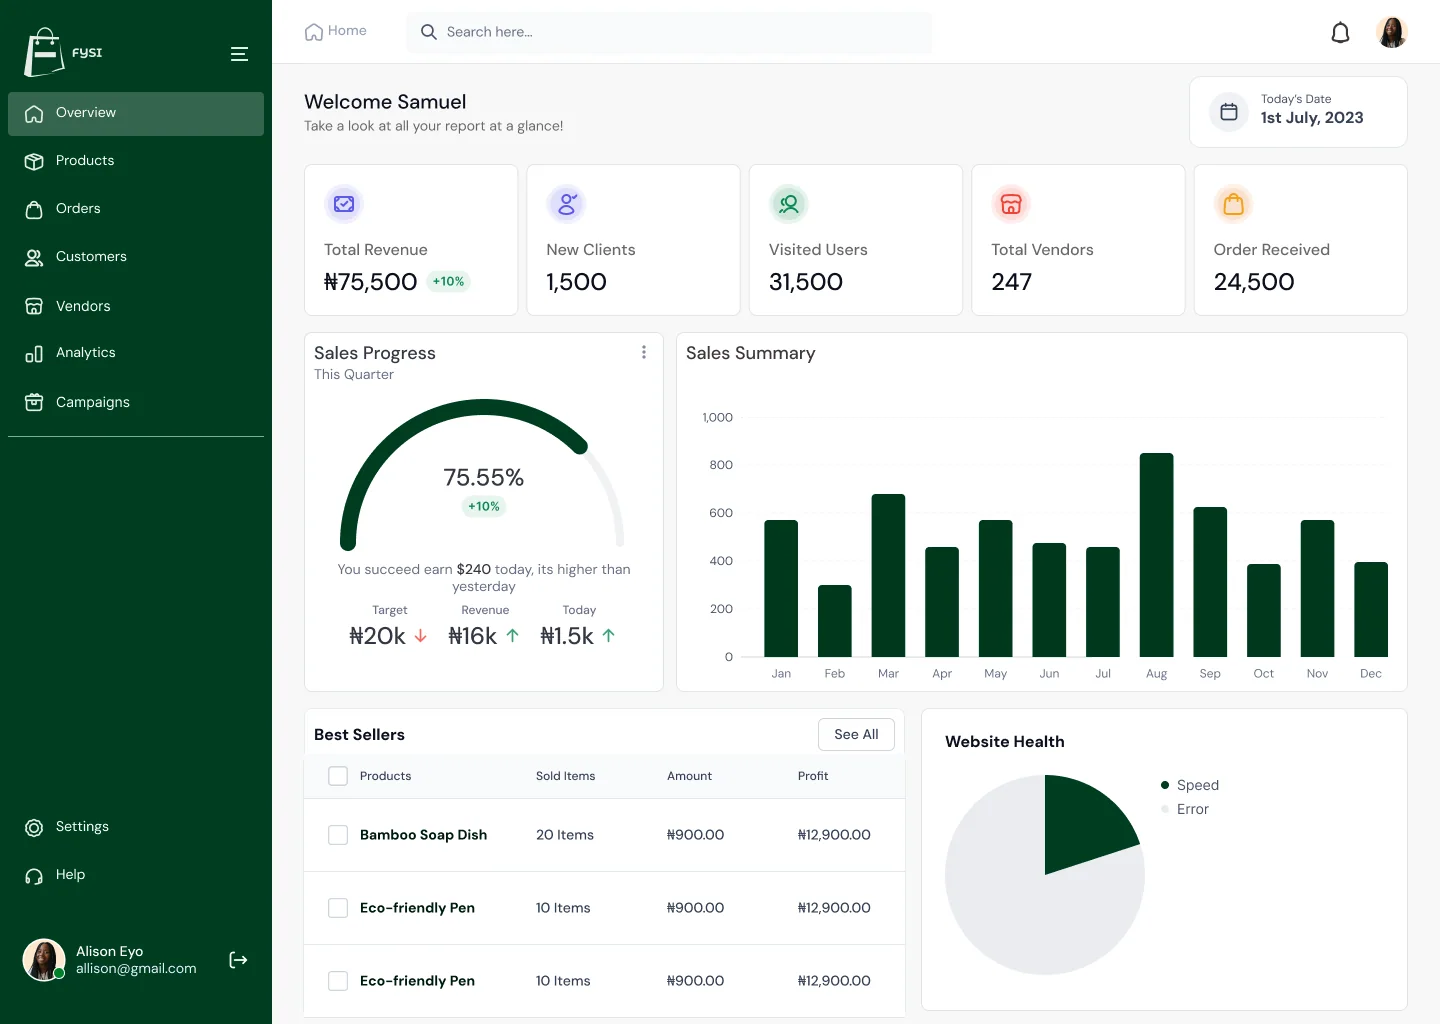 FYSI
Overview
Products
Orders
Customers
Vendors
Analytics
Campaigns
Settings
Help
Alison Eyo
allison@gmail.com
Home
Search here...
Welcome Samuel
Take a look at all your report at a glance!
Today's Date
1st July, 2023
Total Revenue
₦75,500 +10%
New Clients
1,500
Visited Users
31,500
Total Vendors
247
Order Received
24,500
Sales Progress
This Quarter
75.55%
+10%
You succeed earn $240 today, its higher than
yesterday
Target Revenue Today
₦20k ₦16k ₦1.5k
Sales Summary
1,000
800
600
400
200
0
Jan Feb Mar Apr May Jun Jul Aug Sep Oct Nov Dec
Best Sellers See All
Products Sold Items Amount Profit
Bamboo Soap Dish 20 Items ₦900.00 ₦12,900.00
Eco-friendly Pen 10 Items ₦900.00 ₦12,900.00
Eco-friendly Pen 10 Items ₦900.00 ₦12,900.00
Website Health
Speed
Error